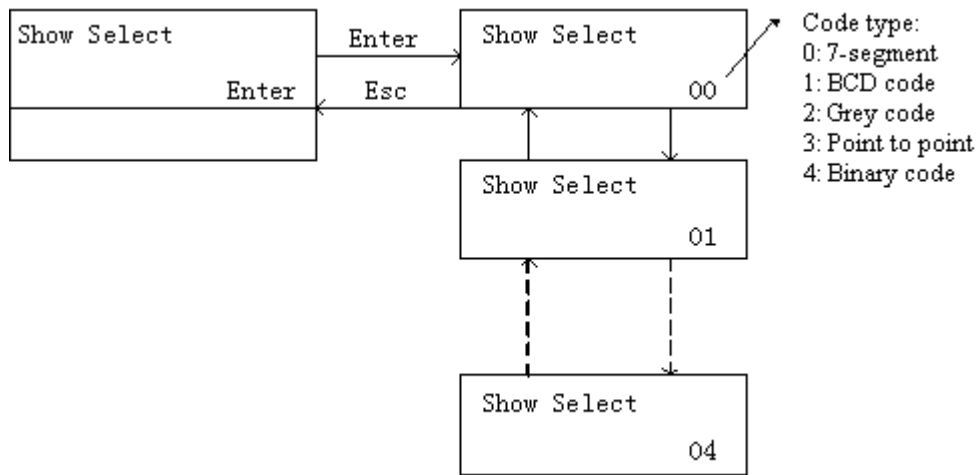 Show Select
Enter
Enter
Esc
Show Select
00
Code type:
0: 7-segment
1: BCD code
2: Grey code
3: Point to point
4: Binary code
Show Select
01
Show Select
04